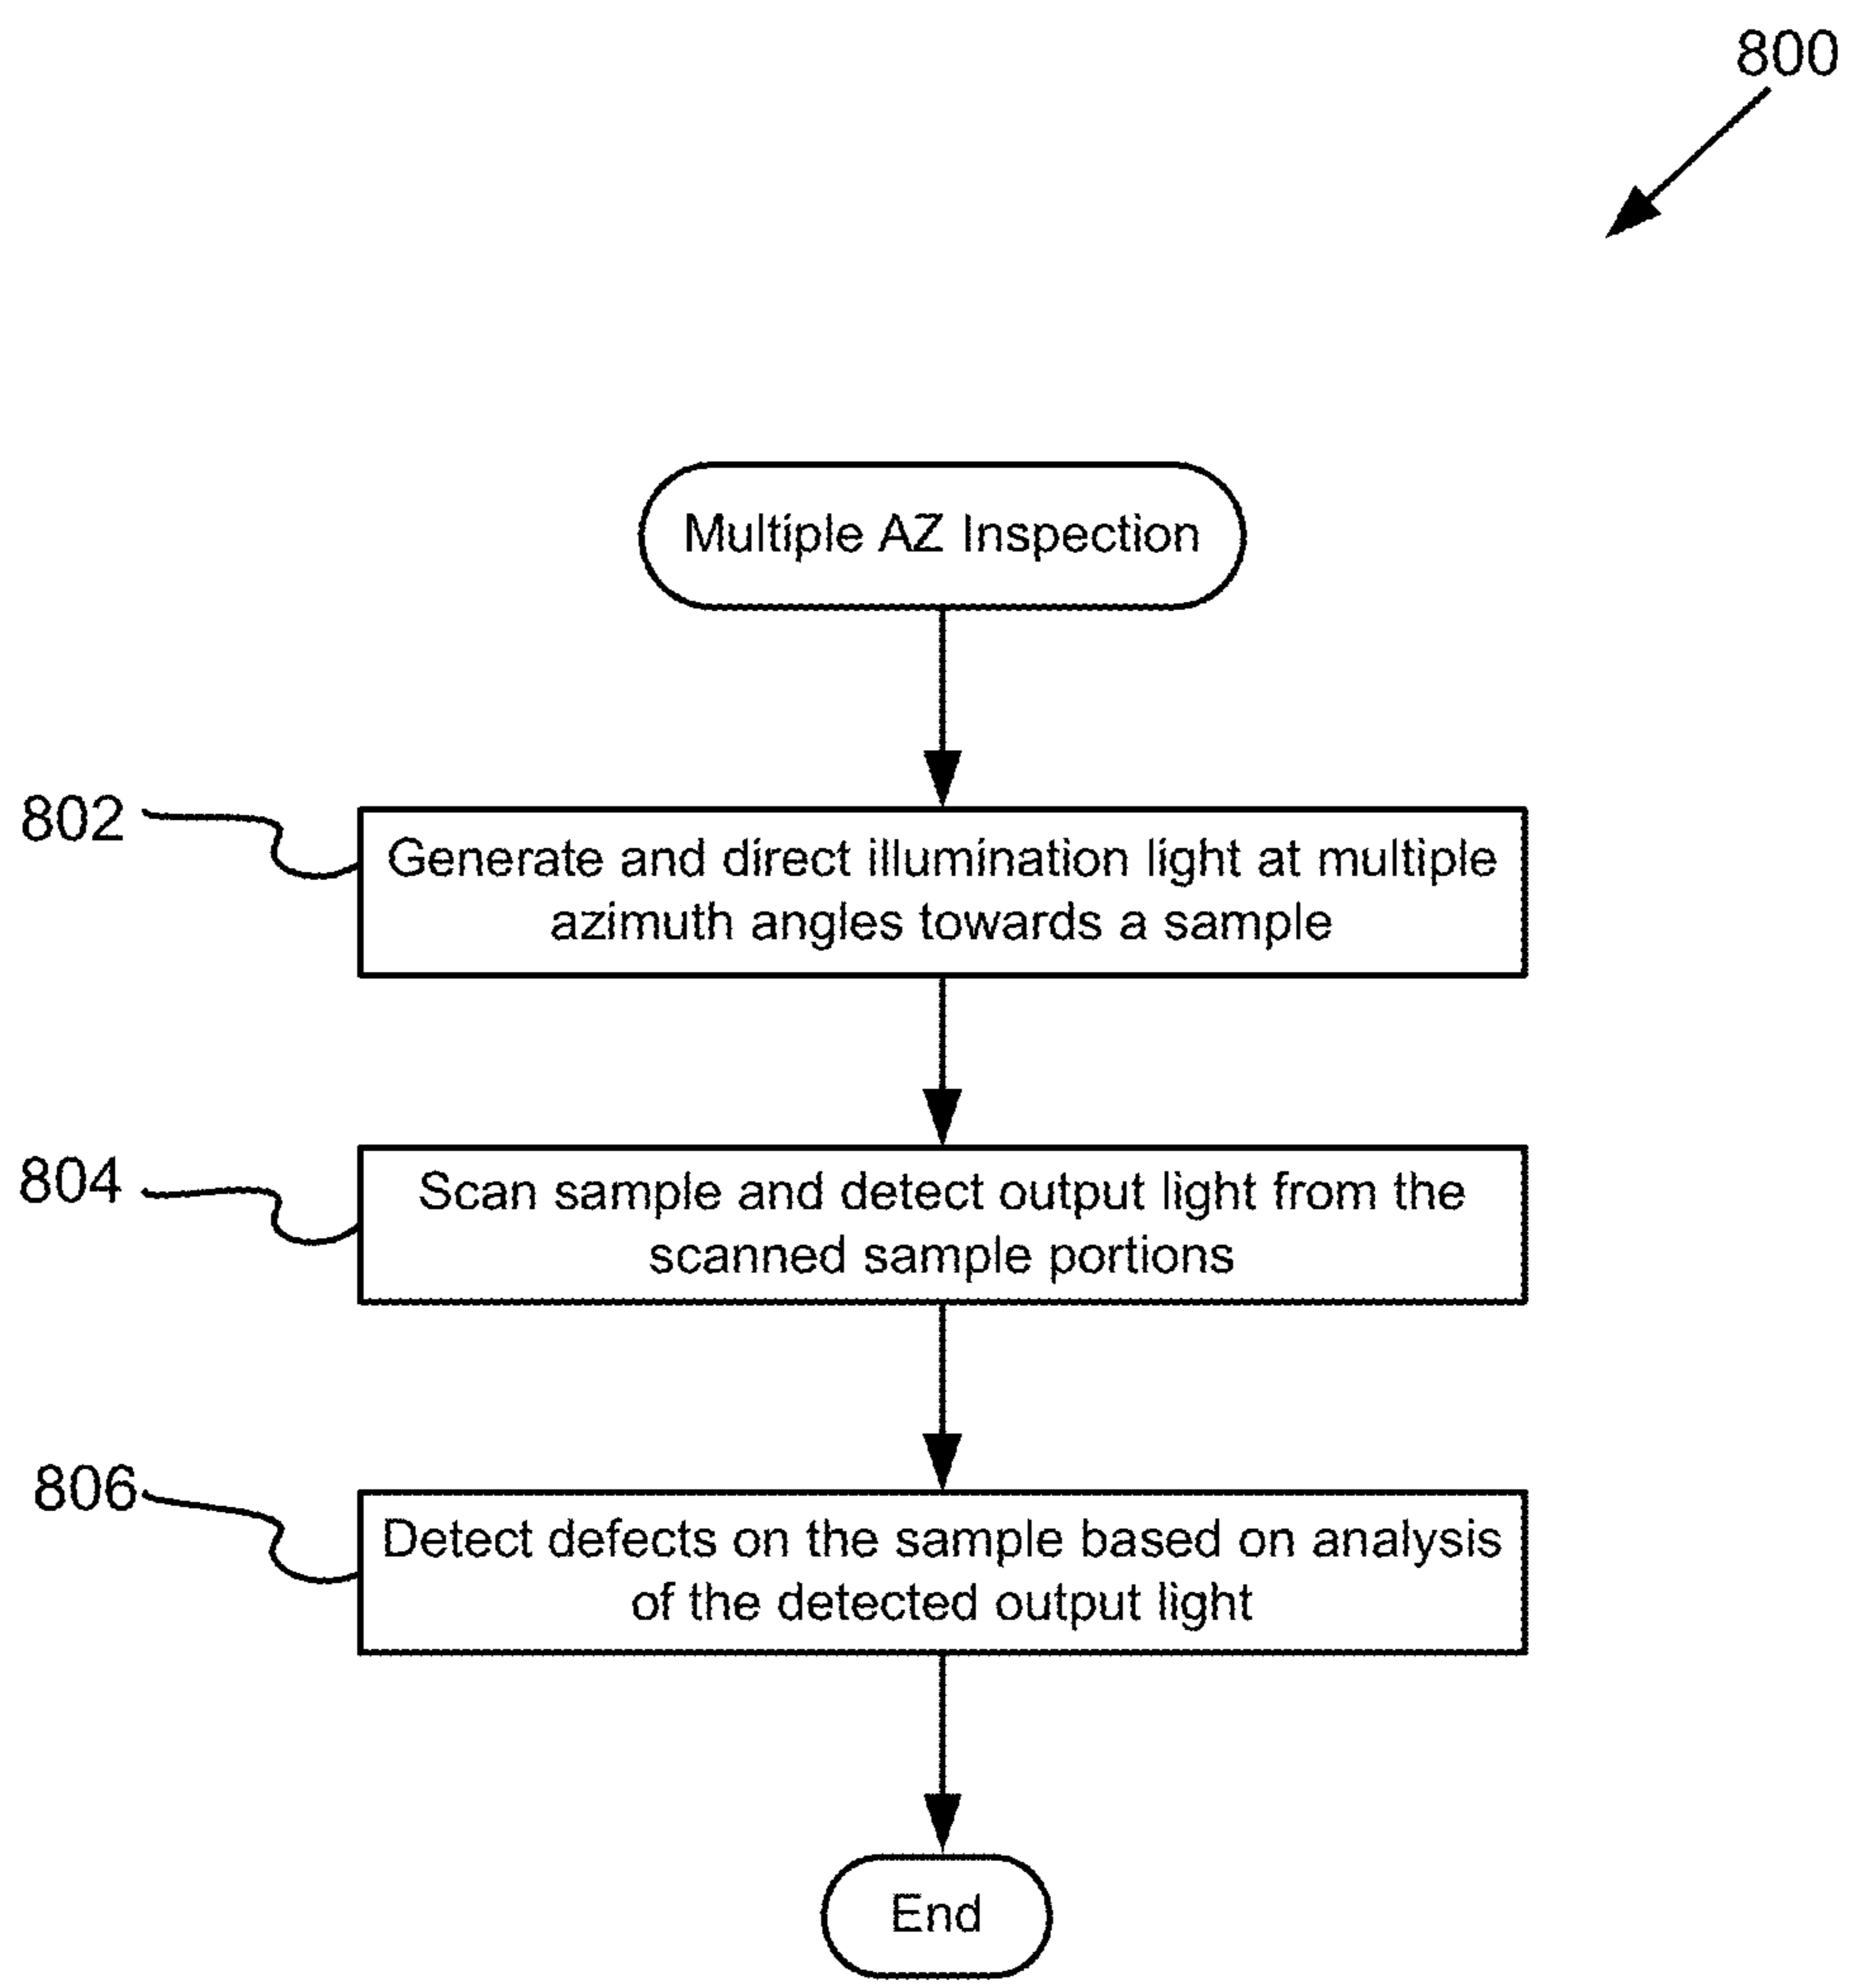 800
Multiple AZ Inspection
802
Generate and direct illumination light at multiple
azimuth angles towards a sample
804
Scan sample and detect output light from the
scanned sample portions
806
Detect defects on the sample based on analysis
of the detected output light
End